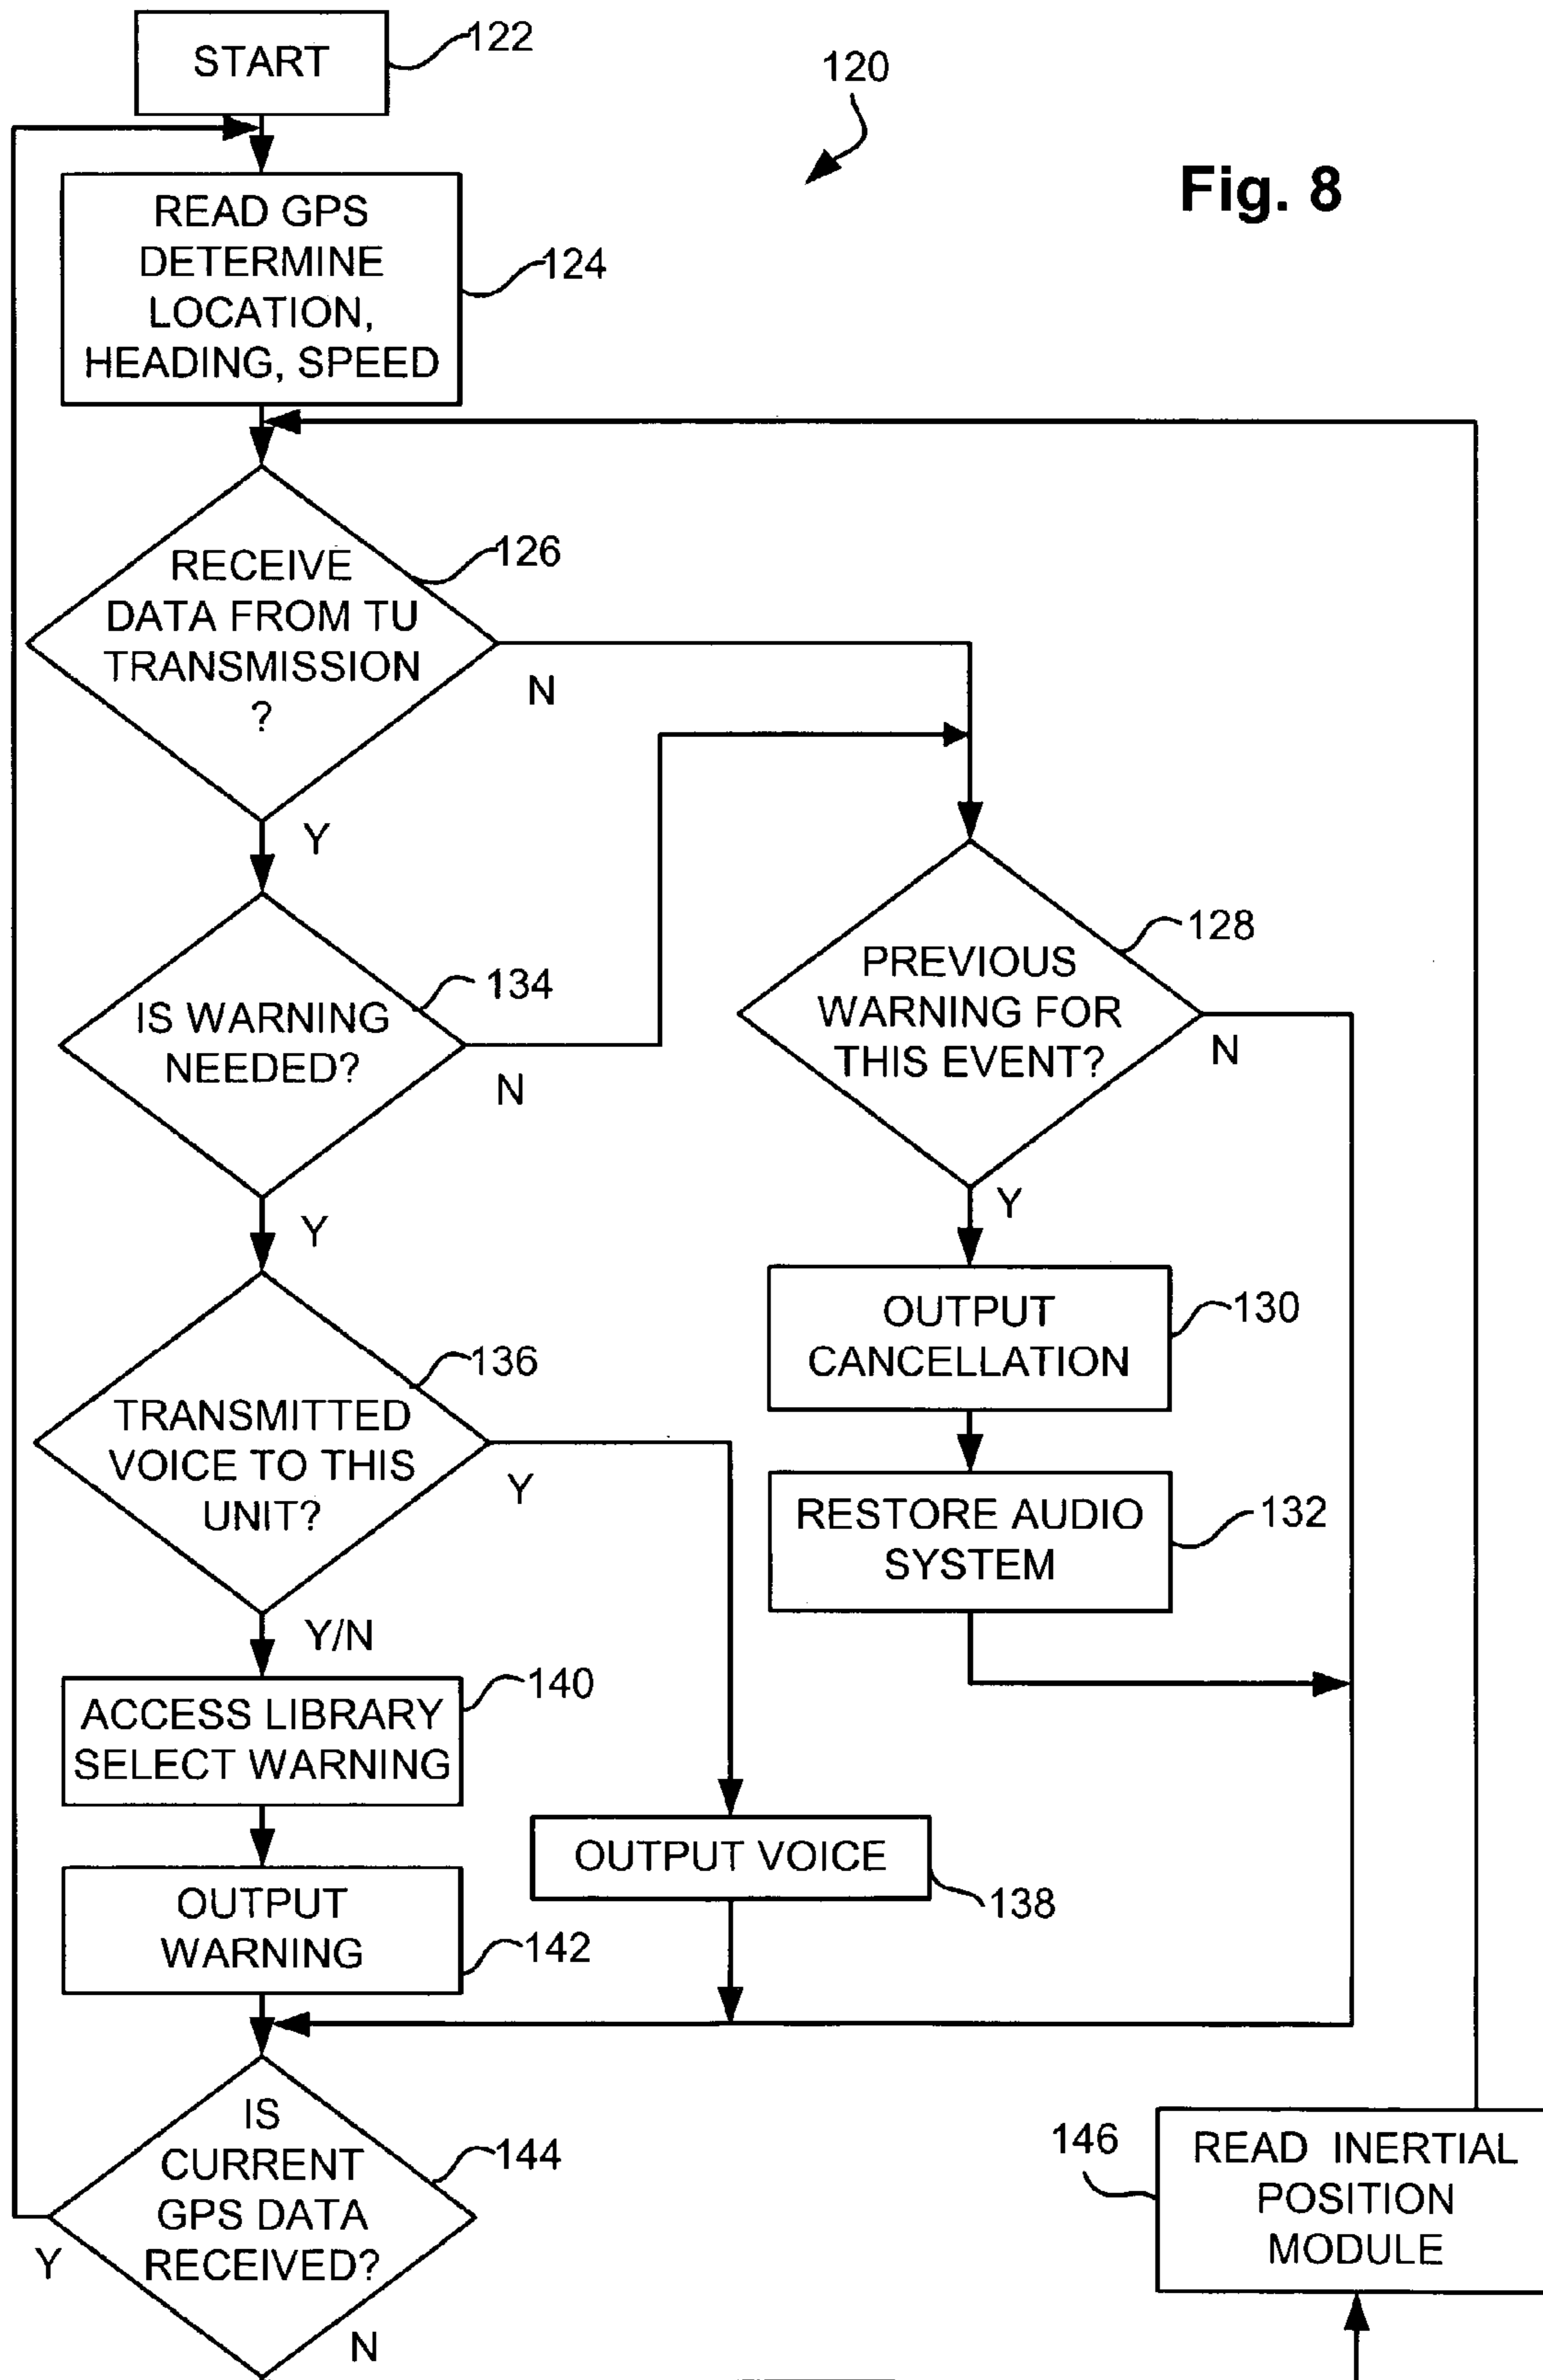 START
122
120
Fig. 8
READ GPS
DETERMINE
LOCATION,
HEADING, SPEED
124
RECEIVE
DATA FROM TU
TRANSMISSION
?
126
N
Y
IS WARNING
NEEDED?
134
N
Y
PREVIOUS
WARNING FOR
THIS EVENT?
128
N
Y
OUTPUT
CANCELLATION
130
RESTORE AUDIO
SYSTEM
132
TRANSMITTED
VOICE TO THIS
UNIT?
136
Y
Y/N
ACCESS LIBRARY
SELECT WARNING
140
OUTPUT VOICE
138
OUTPUT
WARNING
142
IS
CURRENT
GPS DATA
RECEIVED?
144
Y
N
146
READ INERTIAL
POSITION
MODULE